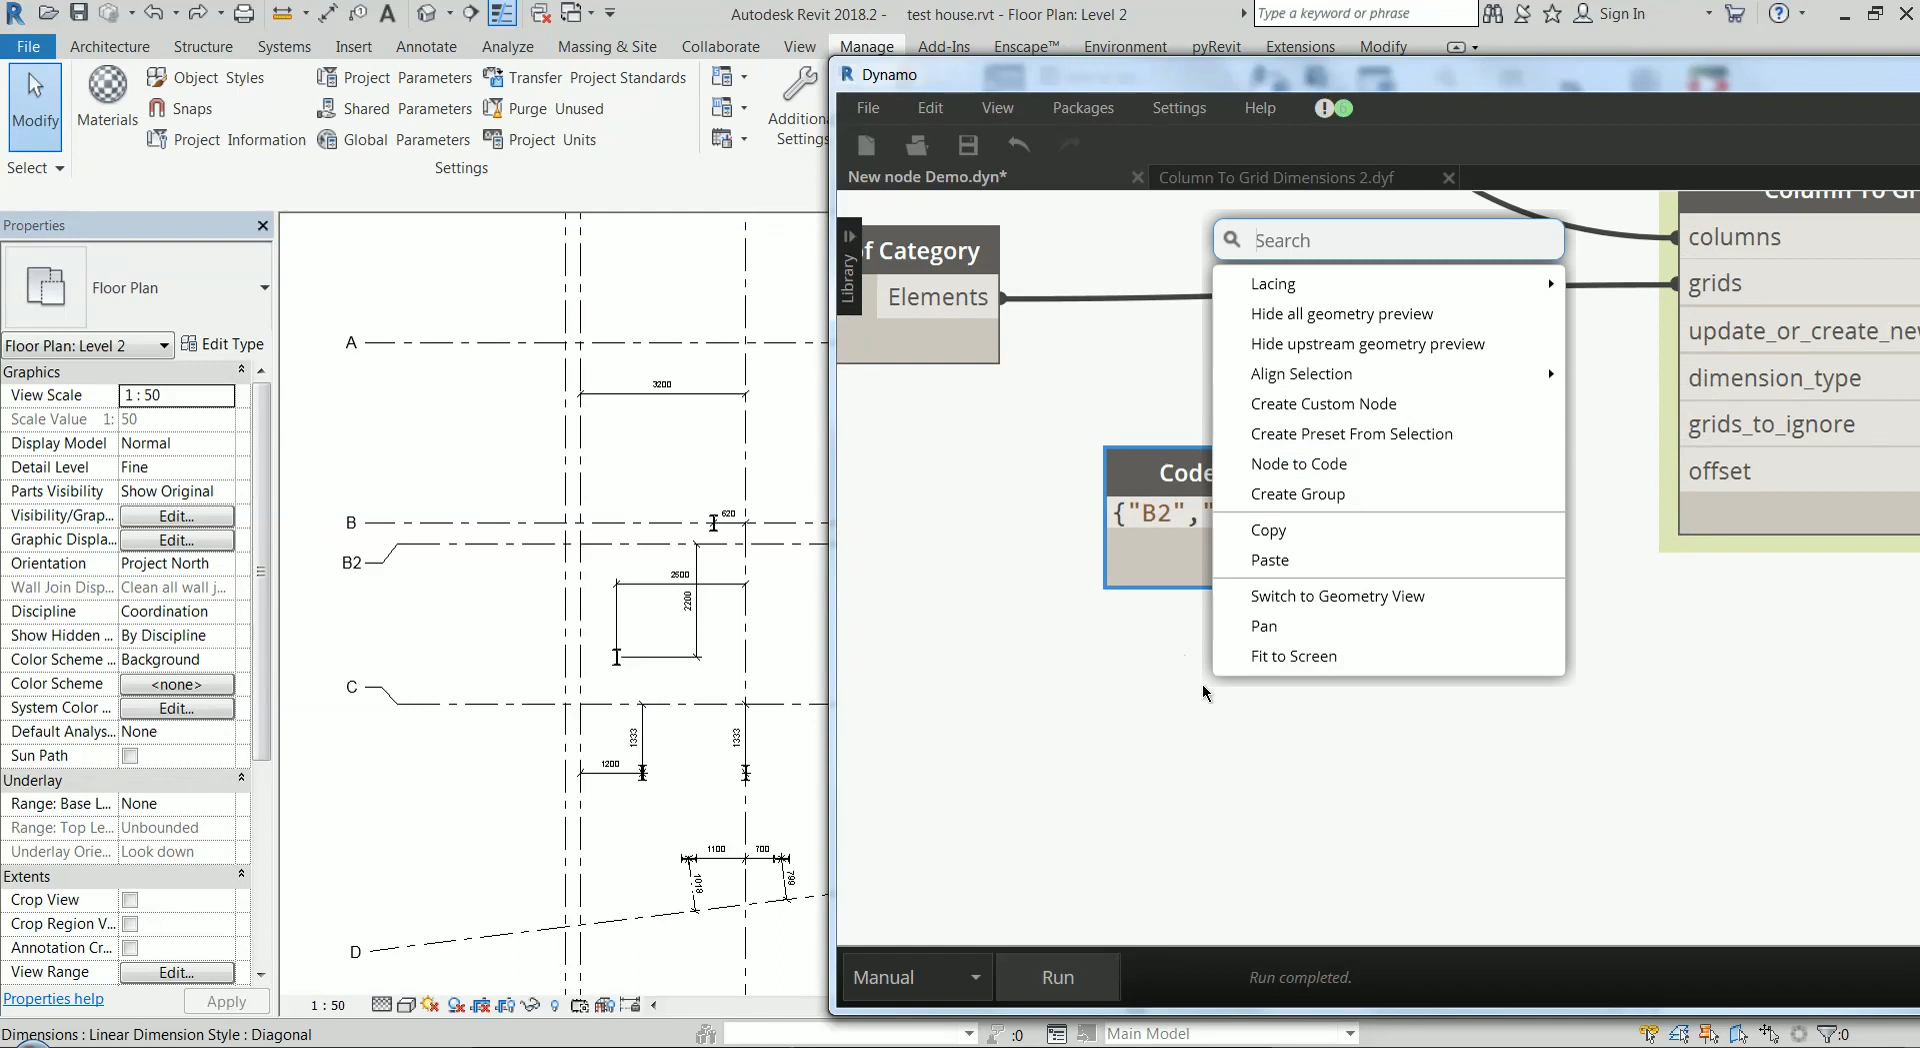 Autodesk Revit 2018.2 - test house.rvt - Floor Plan: Level 2
Type a keyword or phrase
Sign In
File Architecture Structure Systems Insert Annotate Analyze Massing & Site Collaborate View Manage Add-Ins Enscape™ Environment pyRevit Extensions Modify
Modify
Materials
Object Styles
Snaps
Project Information
Project Parameters
Shared Parameters
Global Parameters
Transfer Project Standards
Purge Unused
Project Units
Settings
Select
Dynamo
File Edit View Packages Settings Help
New node Demo.dyn*
Column To Grid Dimensions 2.dyf
Library
Category
Elements
columns
grids
dimension_type
grids_to_ignore
offset
{"B2","
Search
Lacing
Hide all geometry preview
Hide upstream geometry preview
Align Selection
Create Custom Node
Create Preset From Selection
Node to Code
Create Group
Copy
Paste
Switch to Geometry View
Pan
Fit to Screen
Manual
Run
Run completed.
Properties
Floor Plan
Floor Plan: Level 2
Edit Type
Graphics
View Scale 1 : 50
Scale Value 1: 50
Display Model Normal
Detail Level Fine
Parts Visibility Show Original
Visibility/Grap... Edit...
Graphic Displa... Edit...
Orientation Project North
Wall Join Disp... Clean all wall j...
Discipline Coordination
Show Hidden ... By Discipline
Color Scheme ... Background
Color Scheme <none>
System Color ... Edit...
Default Analys... None
Sun Path
Underlay
Range: Base L... None
Range: Top Le... Unbounded
Underlay Orie... Look down
Extents
Crop View
Crop Region V...
Annotation Cr...
View Range Edit...
Properties help
Apply
A
3200
B
620
B2
2500
2200
C
1333
1333
1200
1100
700
1019
799
D
1 : 50
Dimensions : Linear Dimension Style : Diagonal
:0
Main Model
:0